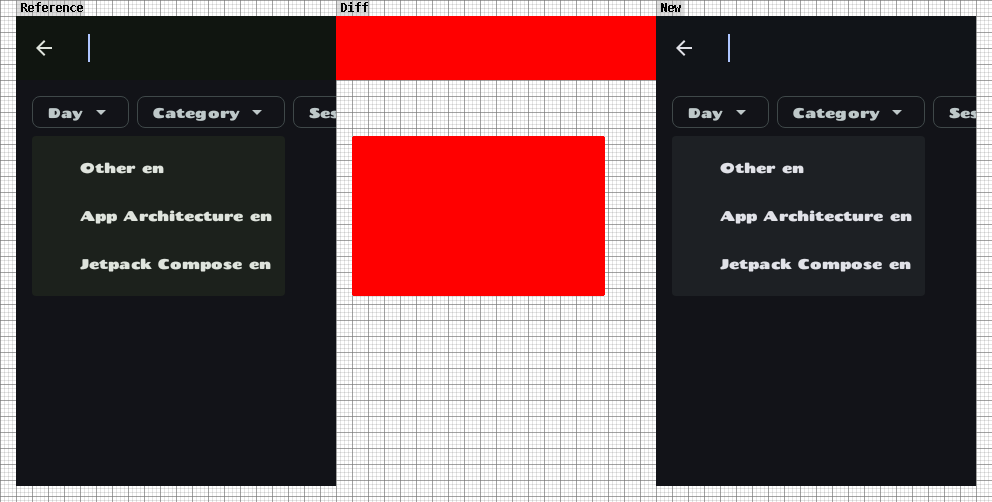 Reference Diff New
Day Category Ses Day Category Ses
Other en Other en
App Architecture en App Architecture en
Jetpack Compose en Jetpack Compose en